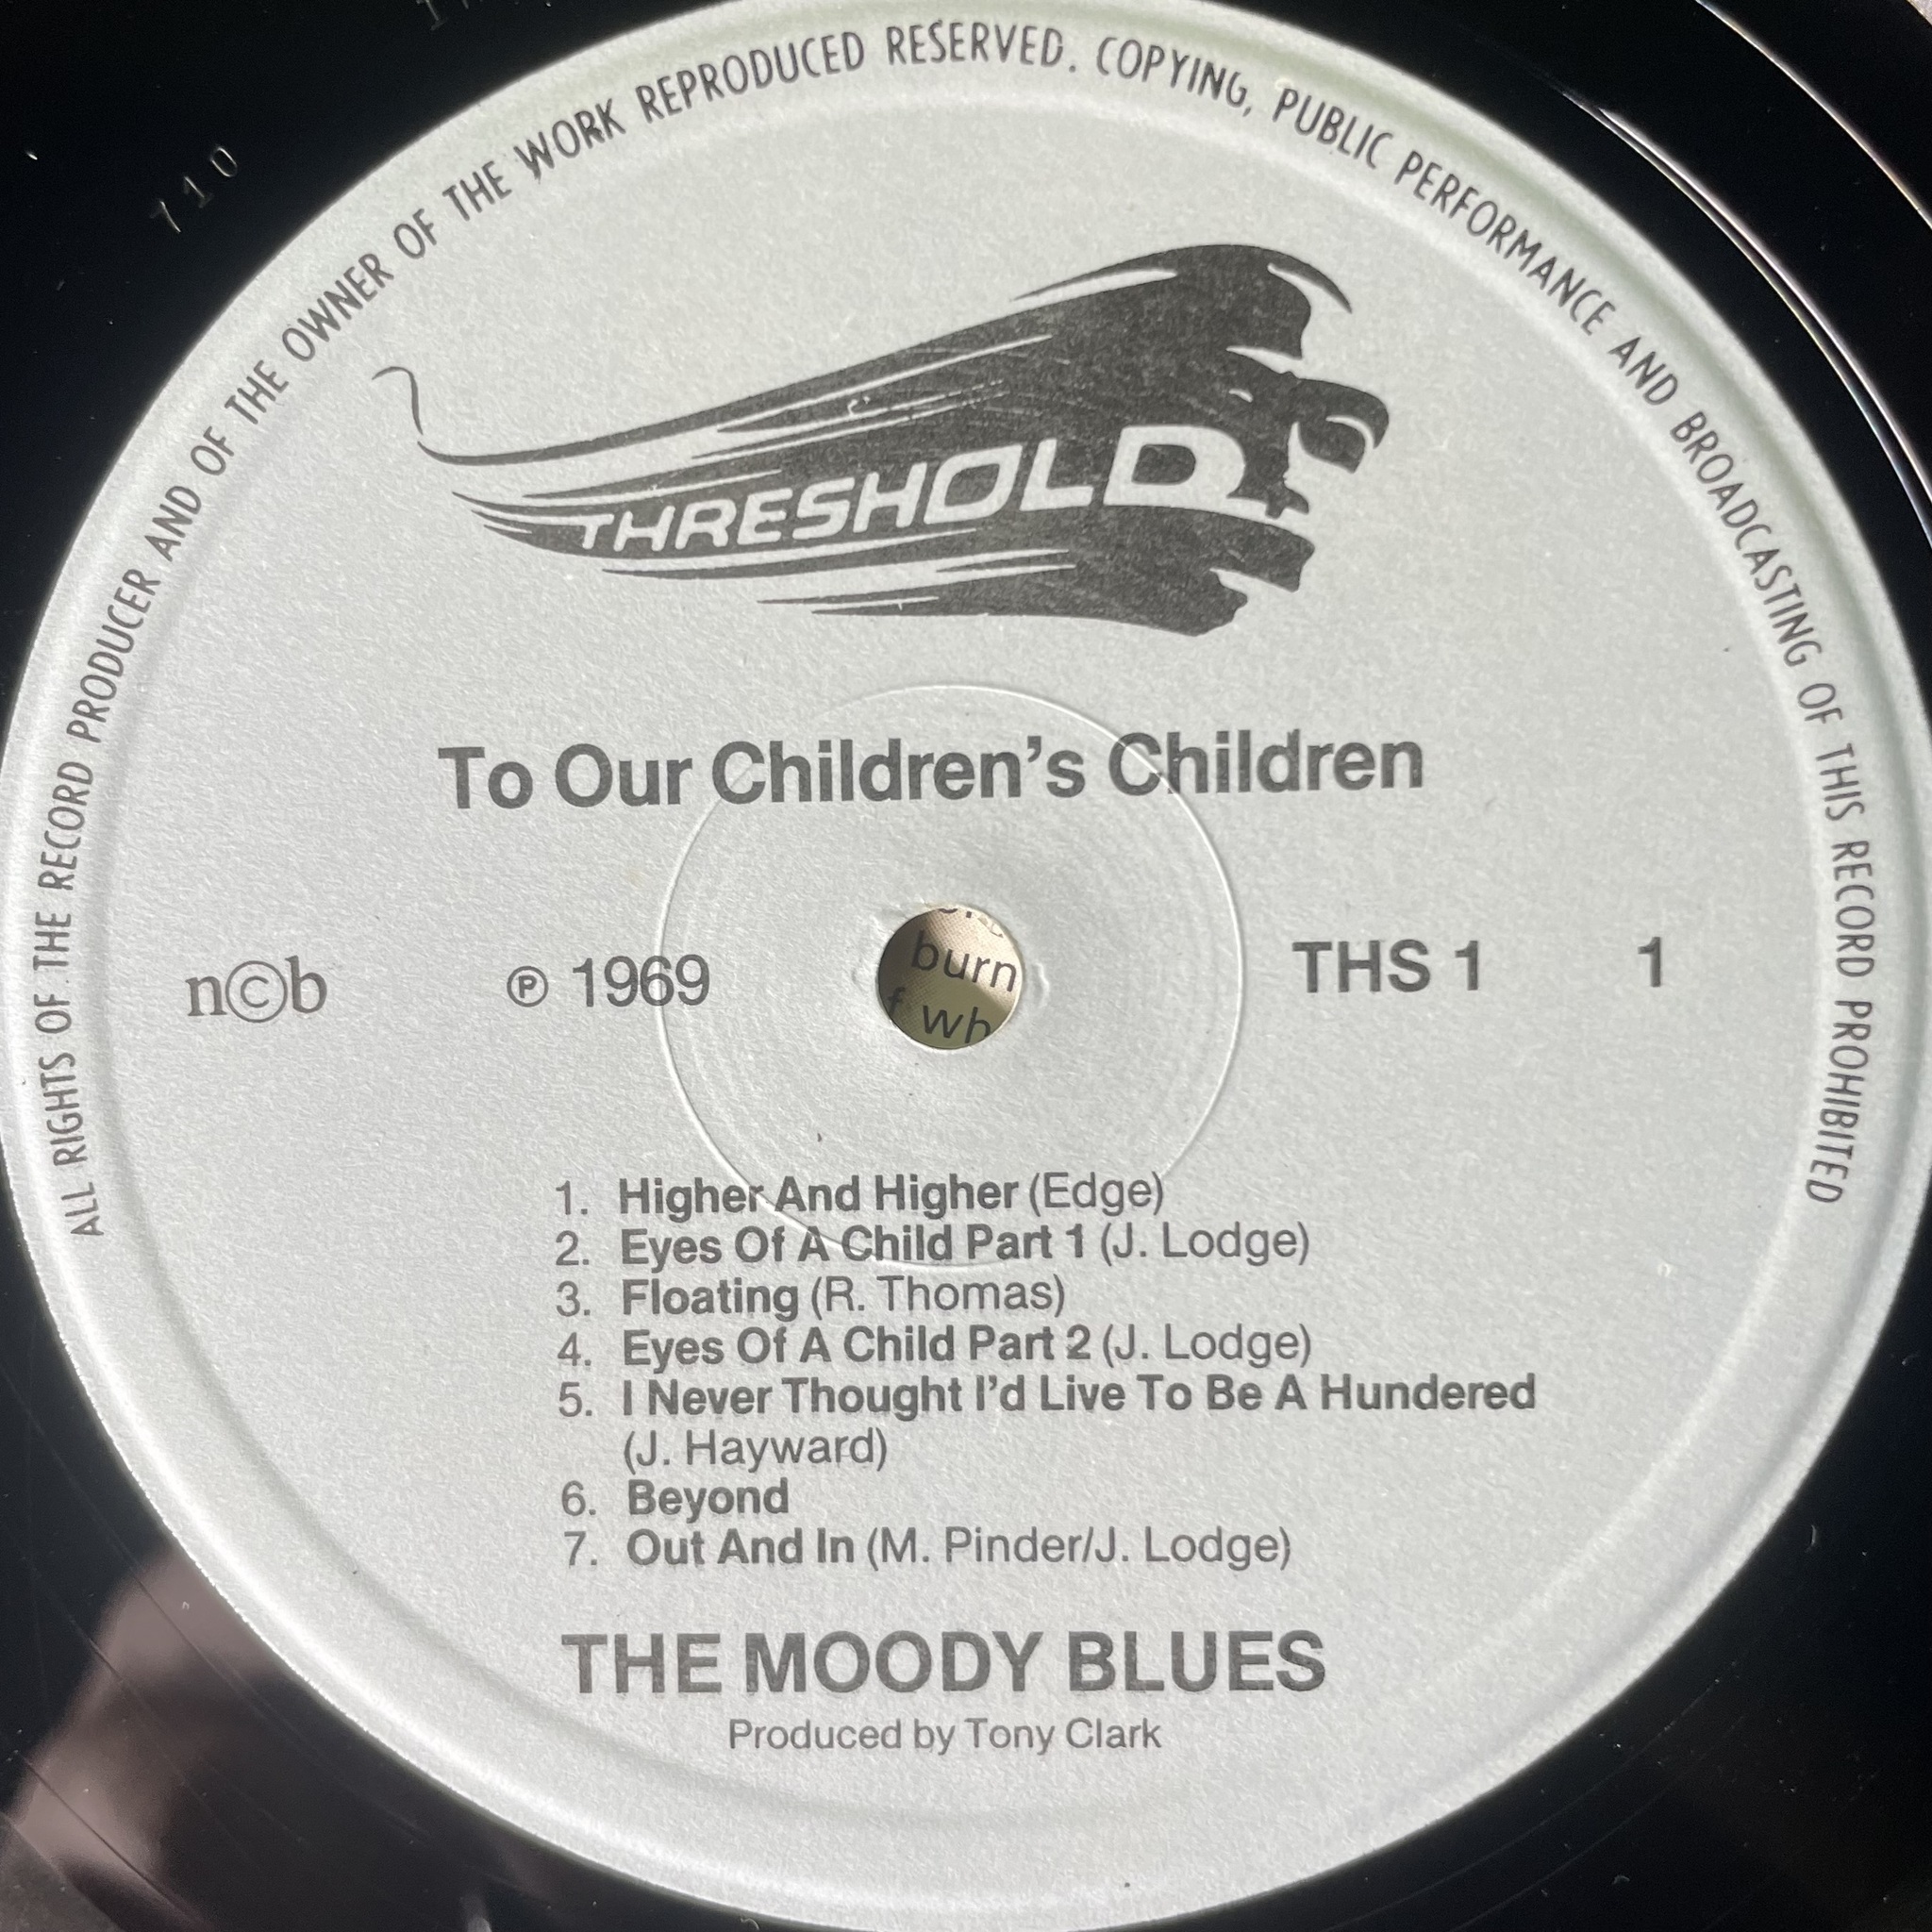 ALL RIGHTS OF THE RECORD PRODUCER AND OF THE OWNER OF THE WORK REPRODUCED RESERVED. COPYING, PUBLIC PERFORMANCE AND BROADCASTING OF THIS RECORD PROHIBITED
710
THRESHOLD
To Our Children's Children
n©b ℗ 1969 THS 1 1
burn
wh
1. Higher And Higher (Edge)
2. Eyes Of A Child Part 1 (J. Lodge)
3. Floating (R. Thomas)
4. Eyes Of A Child Part 2 (J. Lodge)
5. I Never Thought I'd Live To Be A Hundered
(J. Hayward)
6. Beyond
7. Out And In (M. Pinder/J. Lodge)
THE MOODY BLUES
Produced by Tony Clark